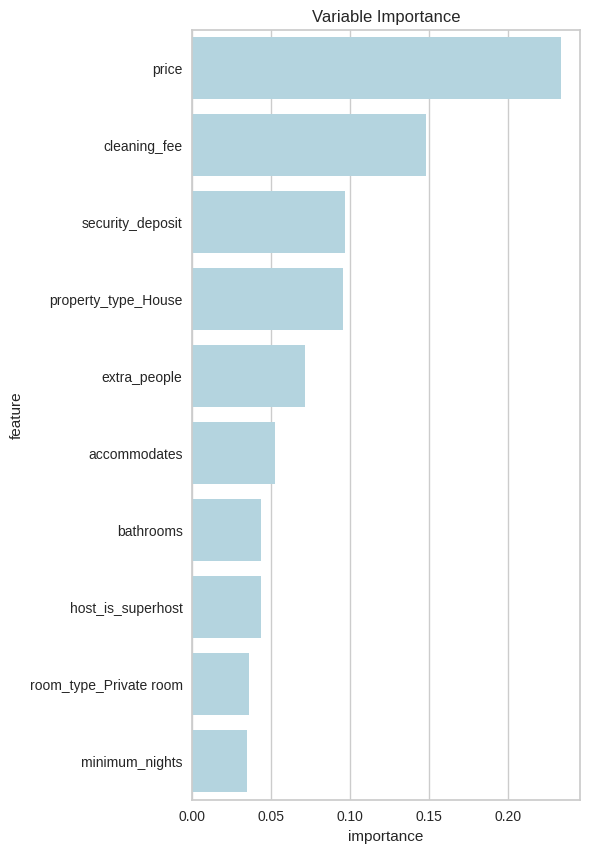 Variable Importance
price
cleaning_fee
security_deposit
property_type_House
extra_people
feature
accommodates
bathrooms
host_is_superhost
room_type_Private room
minimum_nights
0.00 0.05 0.10 0.15 0.20
importance